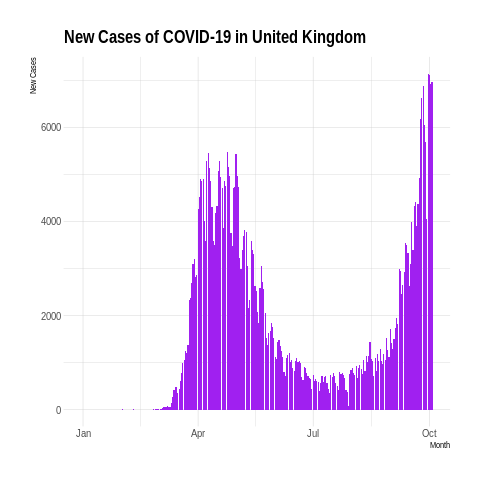 New Cases of COVID-19 in United Kingdom
New Cases
6000
4000
2000
0
Jan Apr Jul Oct
Month